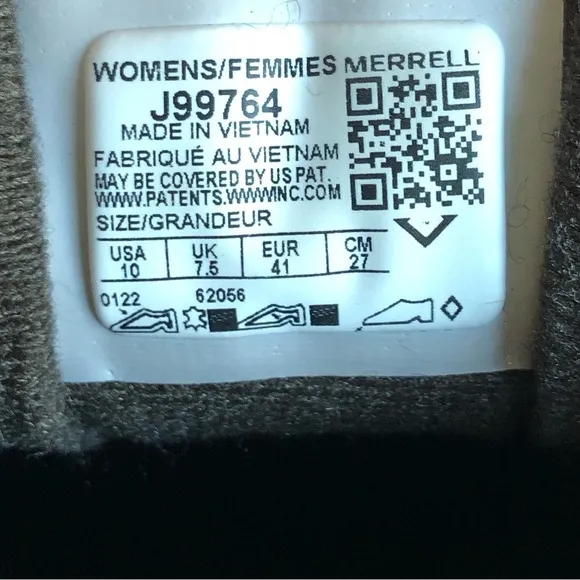 WOMENS/FEMMES MERRELL
J99764
MADE IN VIETNAM
FABRIQUÉ AU VIETNAM
MAY BE COVERED BY US PAT.
WWW.PATENTS.WWWINC.COM
SIZE/GRANDEUR
USA UK EUR CM
10 7.5 41 27
0122 62056